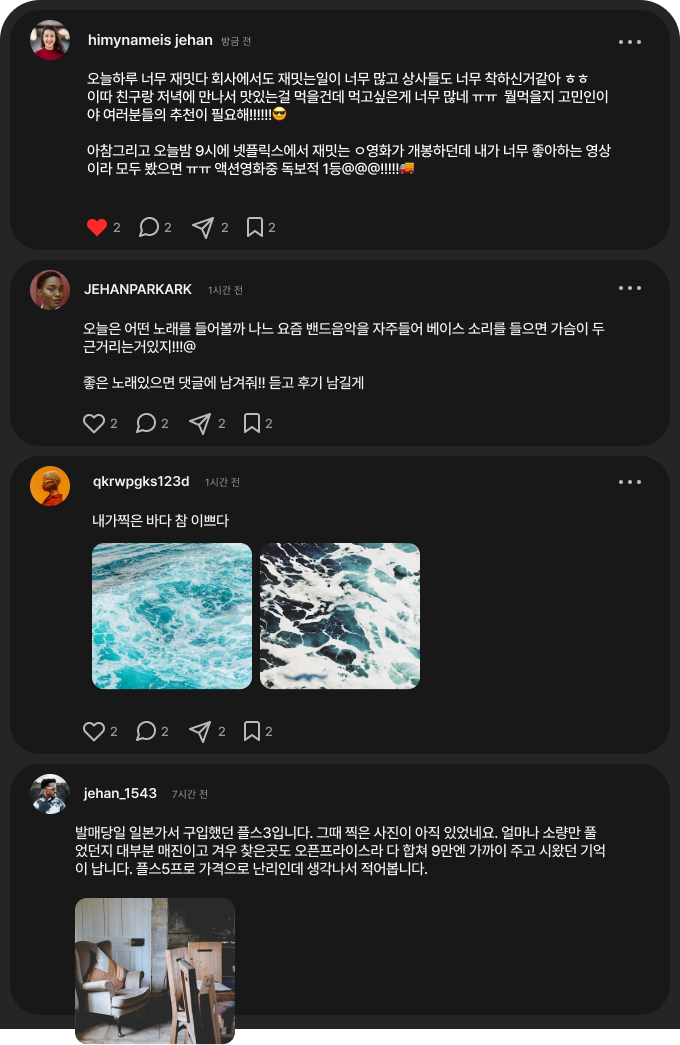 himynameis jehan 방금 전
오늘하루 너무 재밋다 회사에서도 재밋는일이 너무 많고 상사들도 너무 착하신거같아 ㅎㅎ
이따 친구랑 저녁에 만나서 맛있는걸 먹을건데 먹고싶은게 너무 많네 ㅠㅠ 뭘먹을지 고민인이
야 여러분들의 추천이 필요해!!!!!!😎
아참그리고 오늘밤 9시에 넷플릭스에서 재밋는 ㅇ영화가 개봉하던데 내가 너무 좋아하는 영상
이라 모두 봤으면 ㅠㅠ 액션영화중 독보적 1등@@@!!!!!🚚
2 2 2 2
JEHANPARKARK 1시간 전
오늘은 어떤 노래를 들어볼까 나느 요즘 밴드음악을 자주들어 베이스 소리를 들으면 가슴이 두
근거리는거있지!!!@
좋은 노래있으면 댓글에 남겨줘!! 듣고 후기 남길게
2 2 2 2
qkrwpgks123d 1시간 전
내가찍은 바다 참 이쁘다
2 2 2 2
jehan_1543 7시간 전
발매당일 일본가서 구입했던 플스3입니다. 그때 찍은 사진이 아직 있었네요. 얼마나 소량만 풀
었던지 대부분 매진이고 겨우 찾은곳도 오픈프라이스라 다 합쳐 9만엔 가까이 주고 시왔던 기억
이 납니다. 플스5프로 가격으로 난리인데 생각나서 적어봅니다.